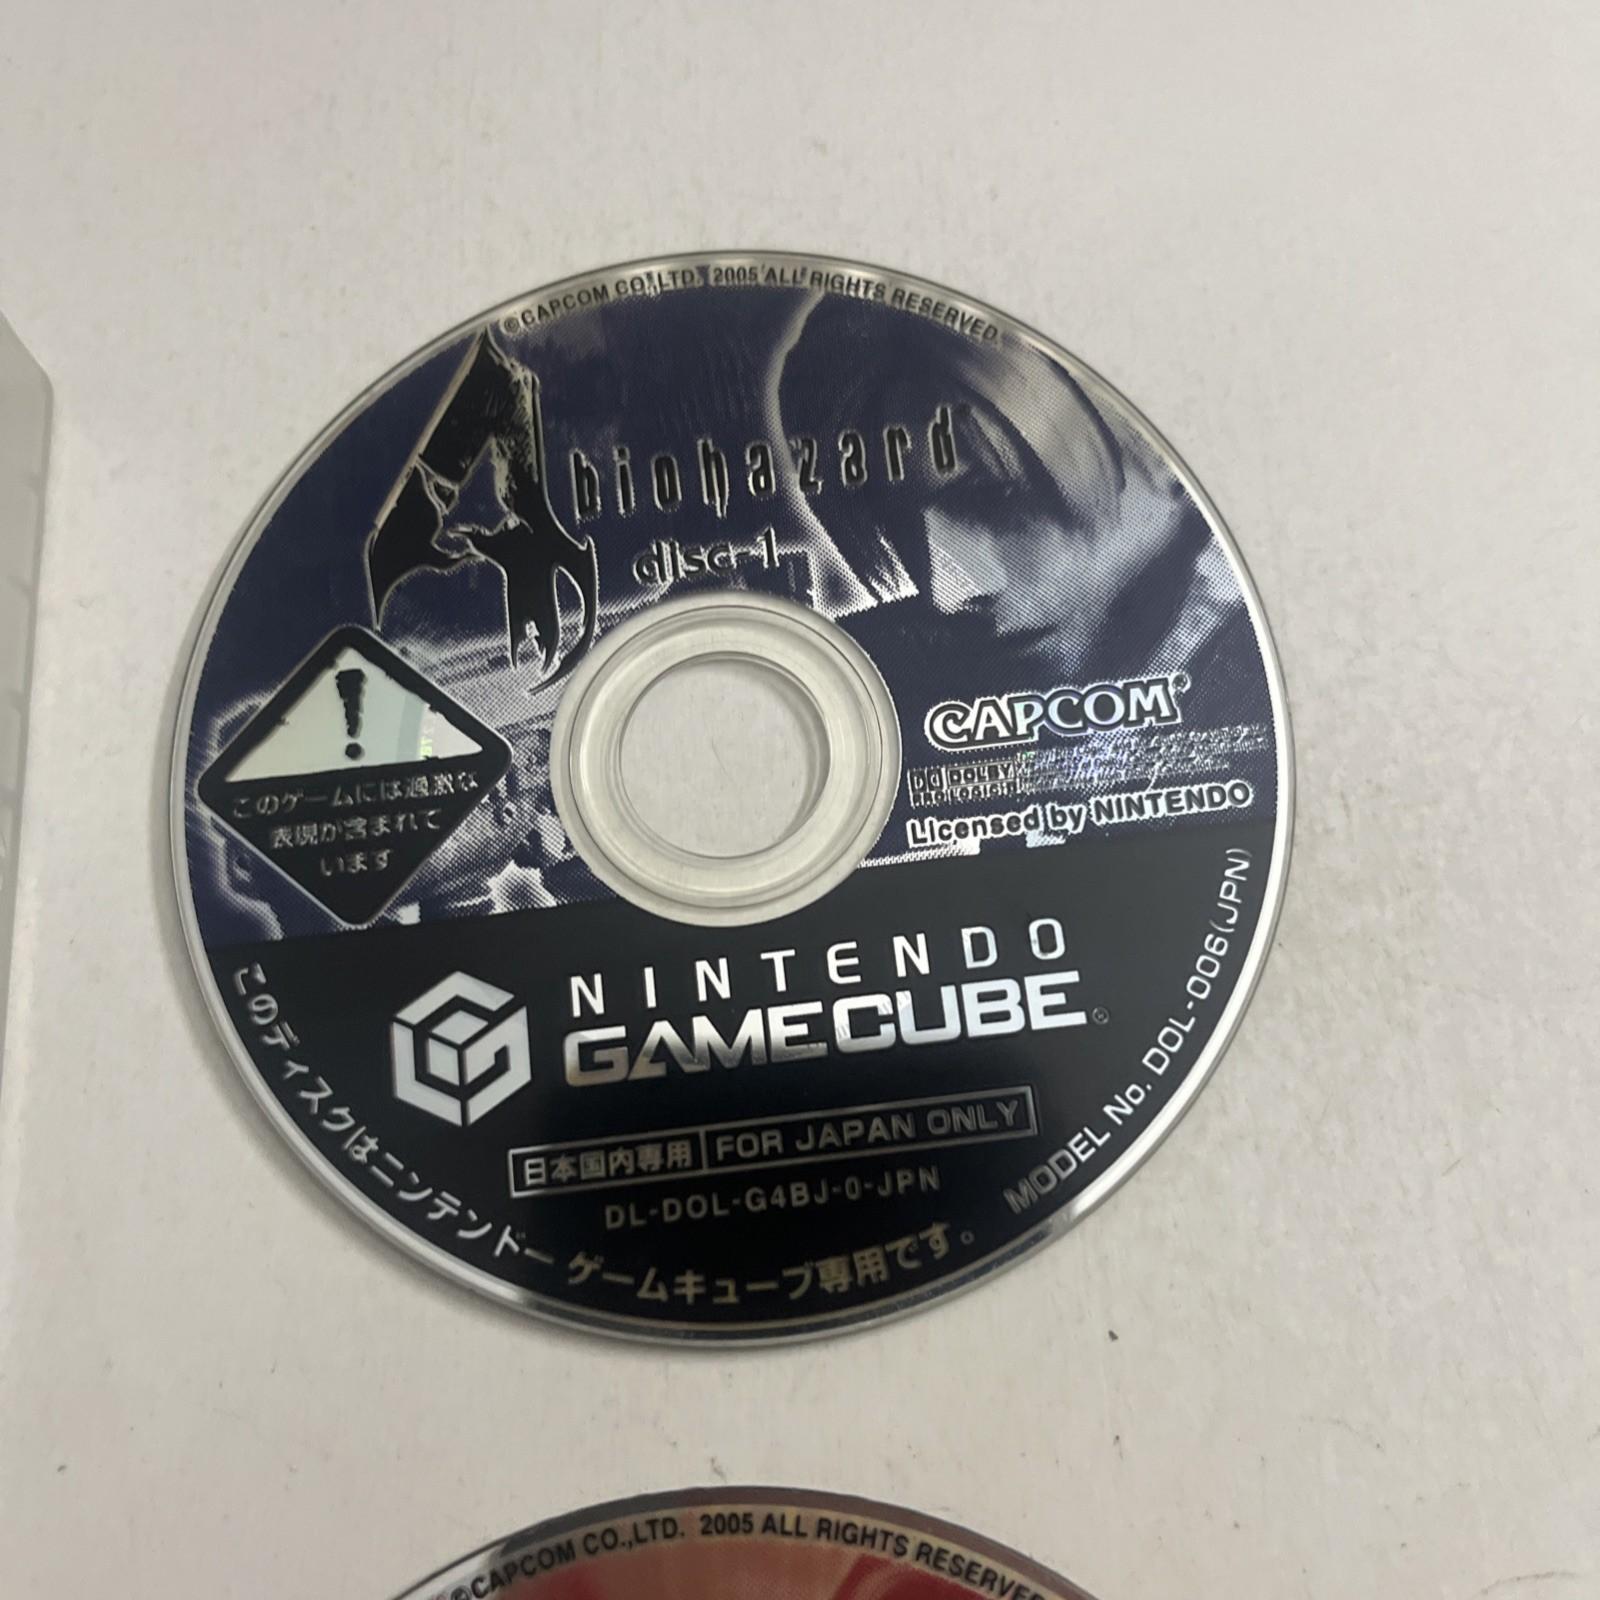 ©CAPCOM CO.,LTD. 2005 ALL RIGHTS RESERVED.
4 biohazard
disc-1
!
このゲームには過激な
表現が含まれて
います
CAPCOM®
DOLBY
PRO LOGIC II
Licensed by NINTENDO
NINTENDO
GAMECUBE®
日本国内専用 FOR JAPAN ONLY
DL-DOL-G4BJ-0-JPN
このディスクはニンテンドー ゲームキューブ専用です。
MODEL No. DOL-006(JPN)
©CAPCOM CO.,LTD. 2005 ALL RIGHTS RESERVED